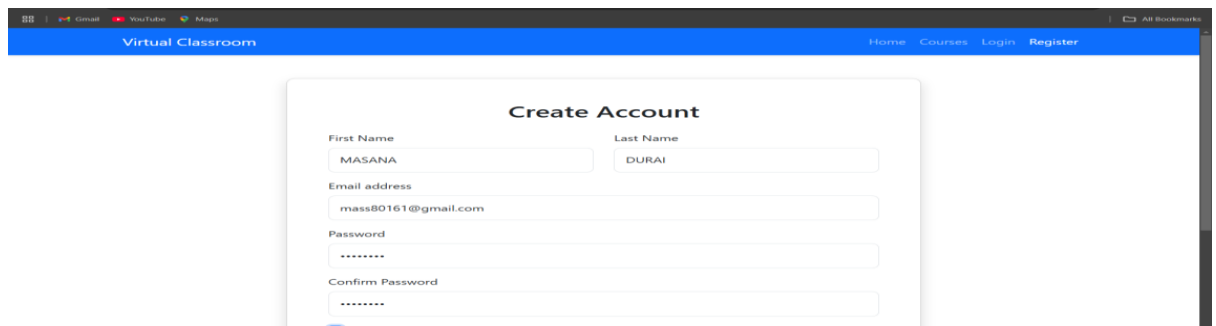 Gmail YouTube Maps All Bookmarks
Virtual Classroom Home Courses Login Register
Create Account
First Name Last Name
MASANA DURAI
Email address
mass80161@gmail.com
Password
••••••••
Confirm Password
••••••••